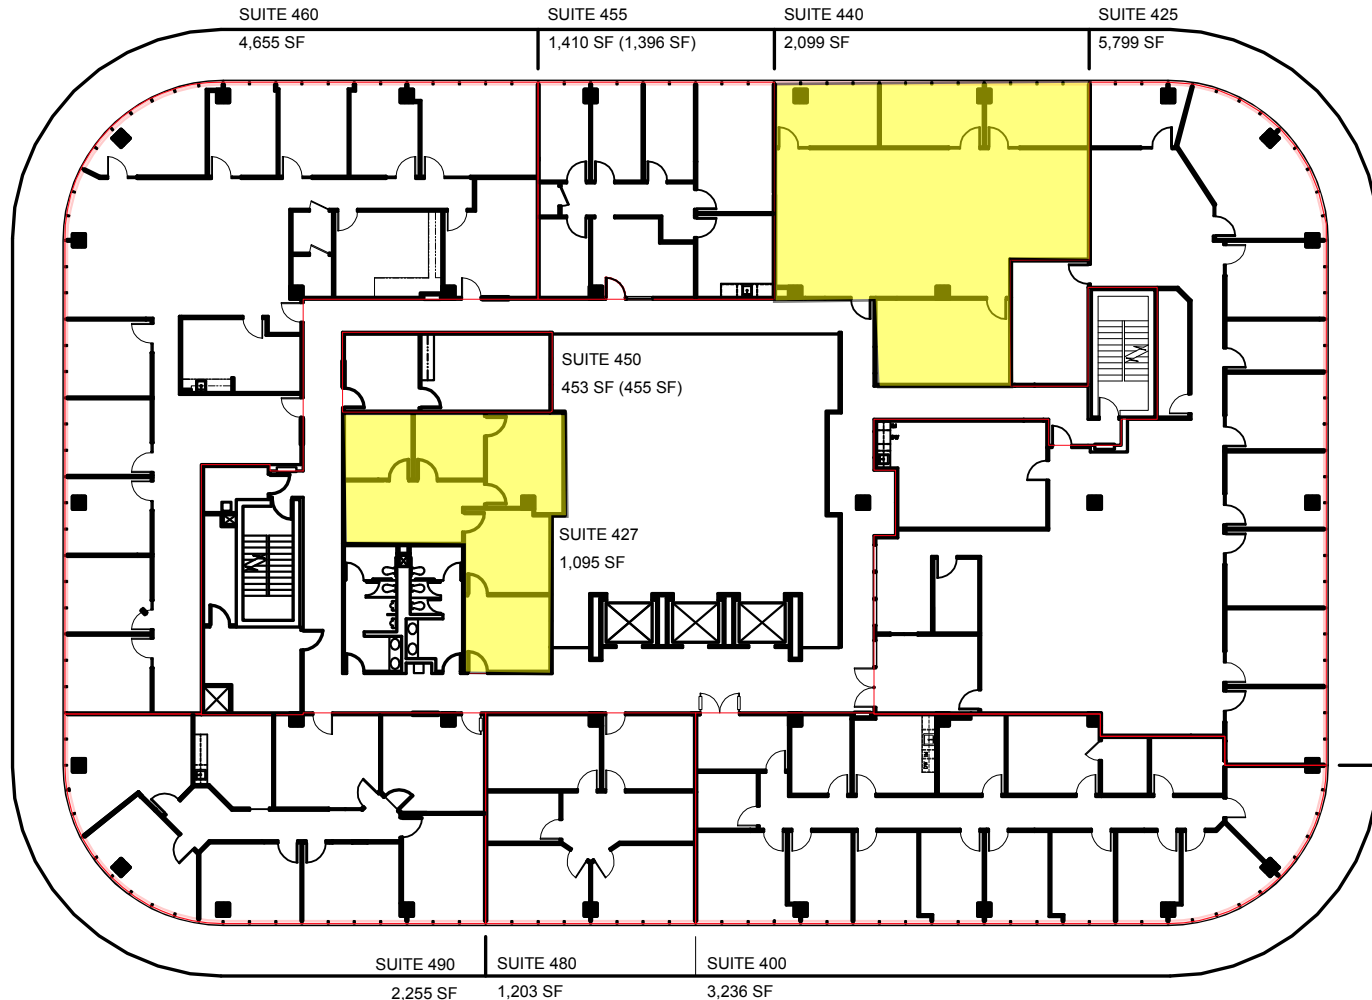 SUITE 460
4,655 SF
SUITE 455
1,410 SF (1,396 SF)
SUITE 440
2,099 SF
SUITE 425
5,799 SF
SUITE 450
453 SF (455 SF)
SUITE 427
1,095 SF
SUITE 490
2,255 SF
SUITE 480
1,203 SF
SUITE 400
3,236 SF